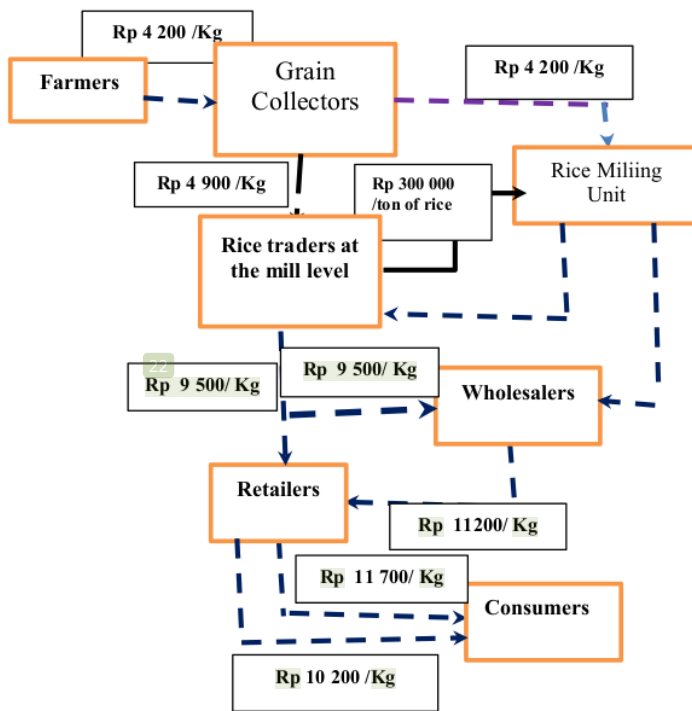 Rp 4 200 /Kg
Farmers
Grain
Collectors
Rp 4 200 /Kg
Rp 4 900 /Kg
Rp 300 000
/ton of rice
Rice Miliing
Unit
Rice traders at
the mill level
22
Rp 9 500/ Kg
Rp 9 500/ Kg
Wholesalers
Retailers
Rp 11200/ Kg
Rp 11 700/ Kg
Consumers
Rp 10 200 /Kg